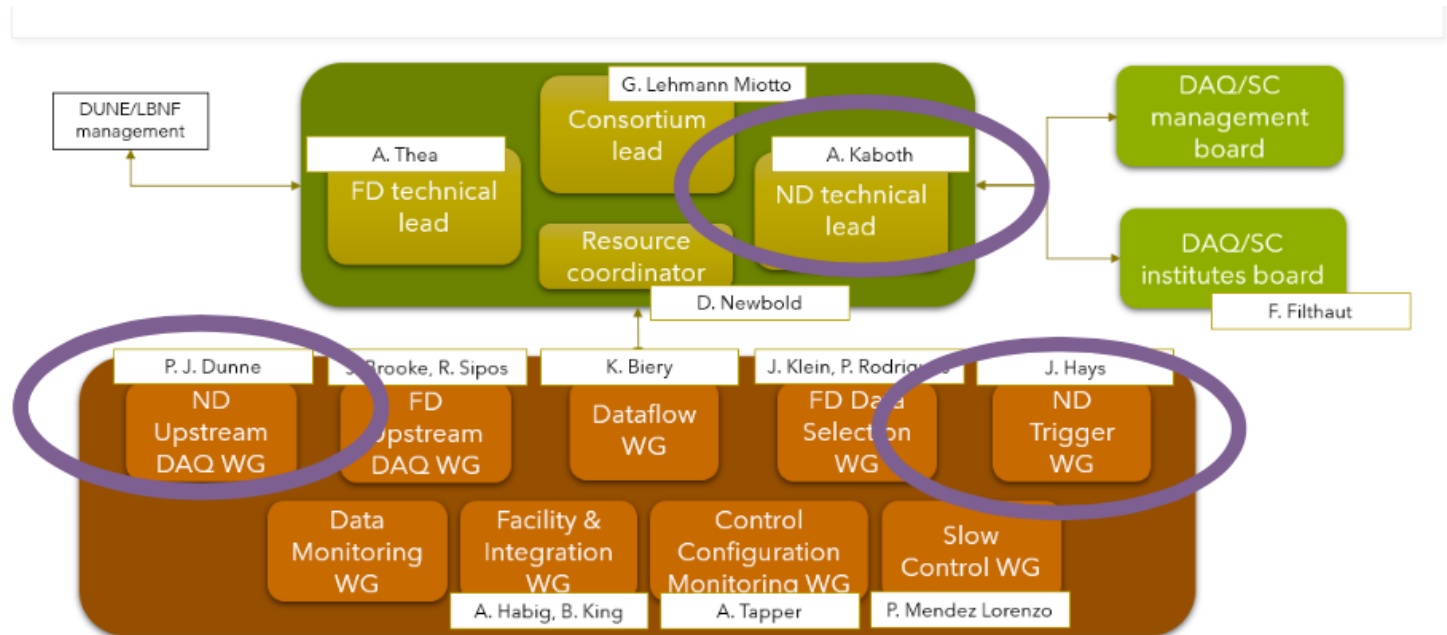 G. Lehmann Miotto
DUNE/LBNF
management
Consortium
lead
A. Thea
FD technical
lead
A. Kaboth
ND technical
lead
Resource
coordinator
D. Newbold
DAQ/SC
management
board
DAQ/SC
institutes board
F. Filthaut
P. J. Dunne
ND
Upstream
DAQ WG
Brooke, R. Sipos
FD
Upstream
DAQ WG
K. Biery
Dataflow
WG
J. Klein, P.
FD Data
Selection
WG
J. Hays
ND
Trigger
WG
Data
Monitoring
WG
Facility &
Integration
WG
A. Habig, B. King
Control
Configuration
Monitoring WG
A. Tapper
Slow
Control WG
P. Mendez Lorenzo